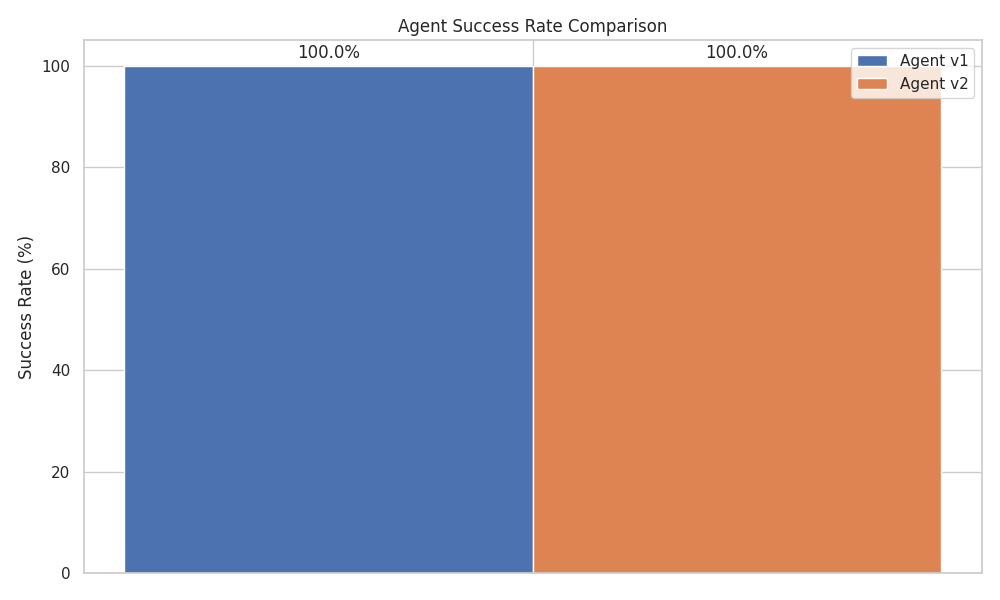 Agent Success Rate Comparison
100.0%
100.0%
Agent v1
Agent v2
Success Rate (%)
100
80
60
40
20
0